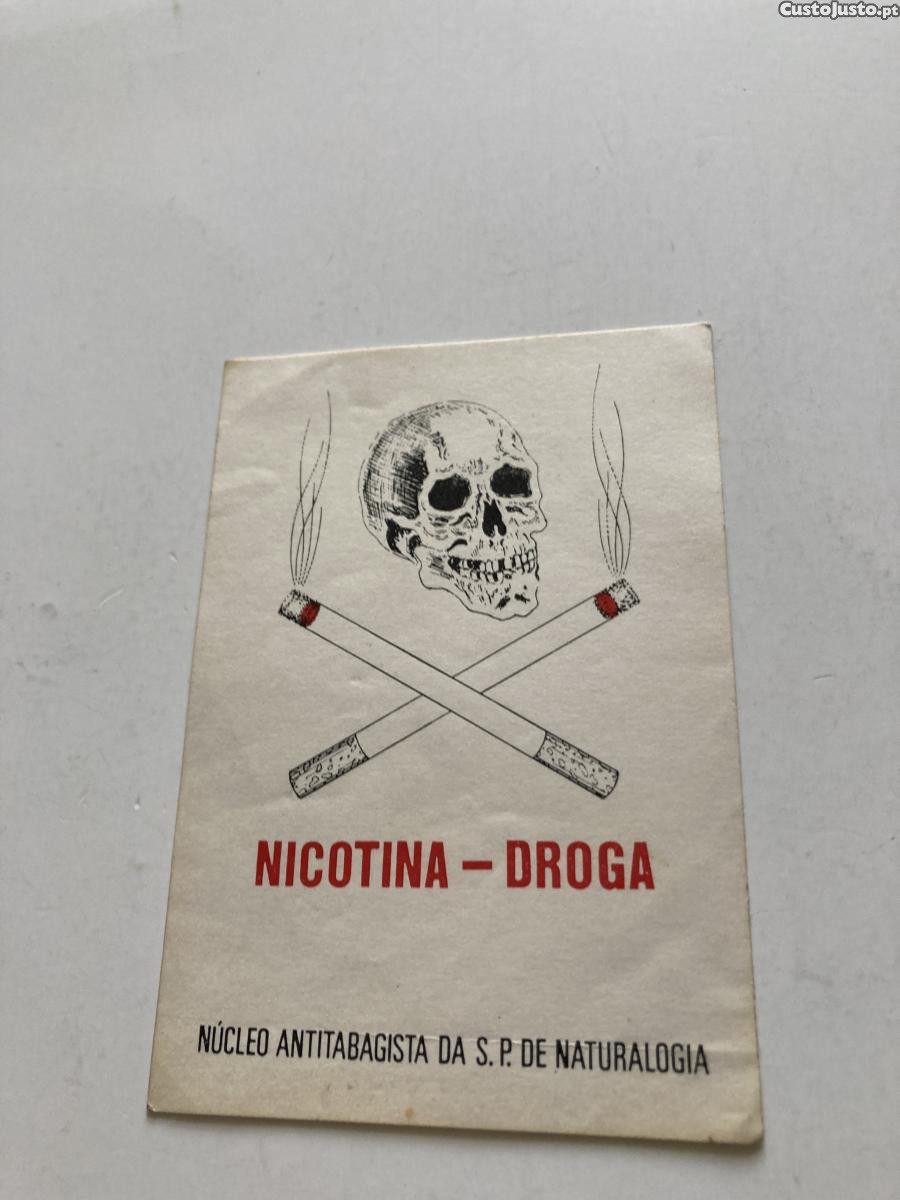 CustoJusto.pt
NICOTINA – DROGA
NÚCLEO ANTITABAGISTA DA S. P. DE NATURALOGIA